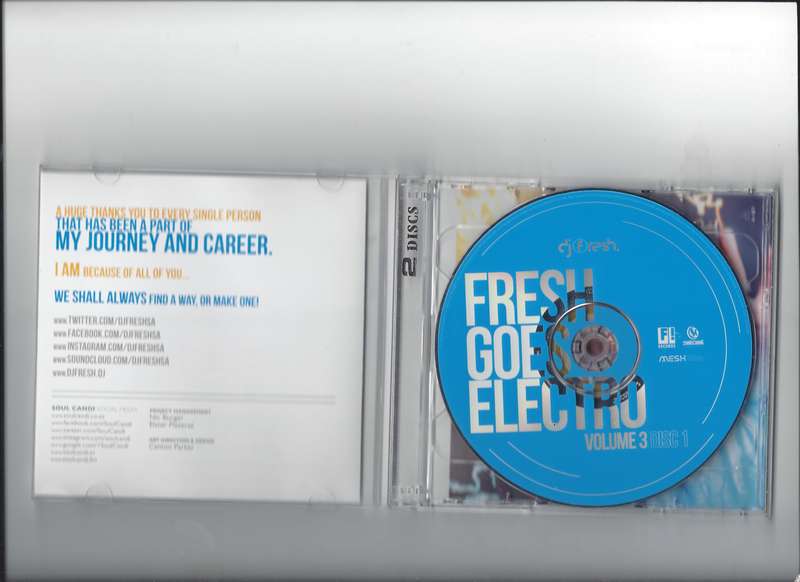 A HUGE THANKS YOU TO EVERY SINGLE PERSON
THAT HAS BEEN A PART OF
MY JOURNEY AND CAREER.
I AM BECAUSE OF ALL OF YOU...
WE SHALL ALWAYS FIND A WAY, OR MAKE ONE!
www.TWITTER.COM/DJFRESHSA
www.FACEBOOK.COM/DJFRESHSA
www.INSTAGRAM.COM/DJFRESHSA
www.SOUNDCLOUD.COM/DJFRESHSA
www.DJFRESH.DJ
SOUL CANDI
PROJECT MANAGEMENT
ART DIRECTION & DESIGN
2 DISCS
dj fresh.
FRESH
GOES
ELECTRO
VOLUME 3 DISC 1
F!
RECORDS
MESH